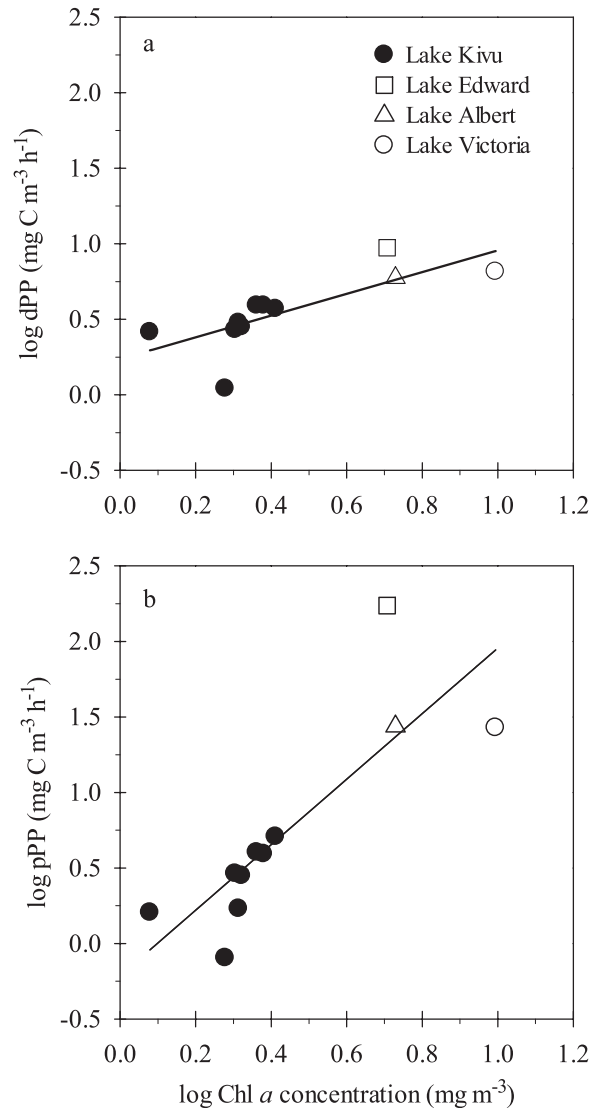 a
Lake Kivu
Lake Edward
Lake Albert
Lake Victoria
2.5
2.0
1.5
1.0
0.5
0.0
-0.5
log dPP (mg C m-3 h-1)
0.0 0.2 0.4 0.6 0.8 1.0 1.2
b
2.5
2.0
1.5
1.0
0.5
0.0
-0.5
log pPP (mg C m-3 h-1)
0.0 0.2 0.4 0.6 0.8 1.0 1.2
log Chl a concentration (mg m-3)